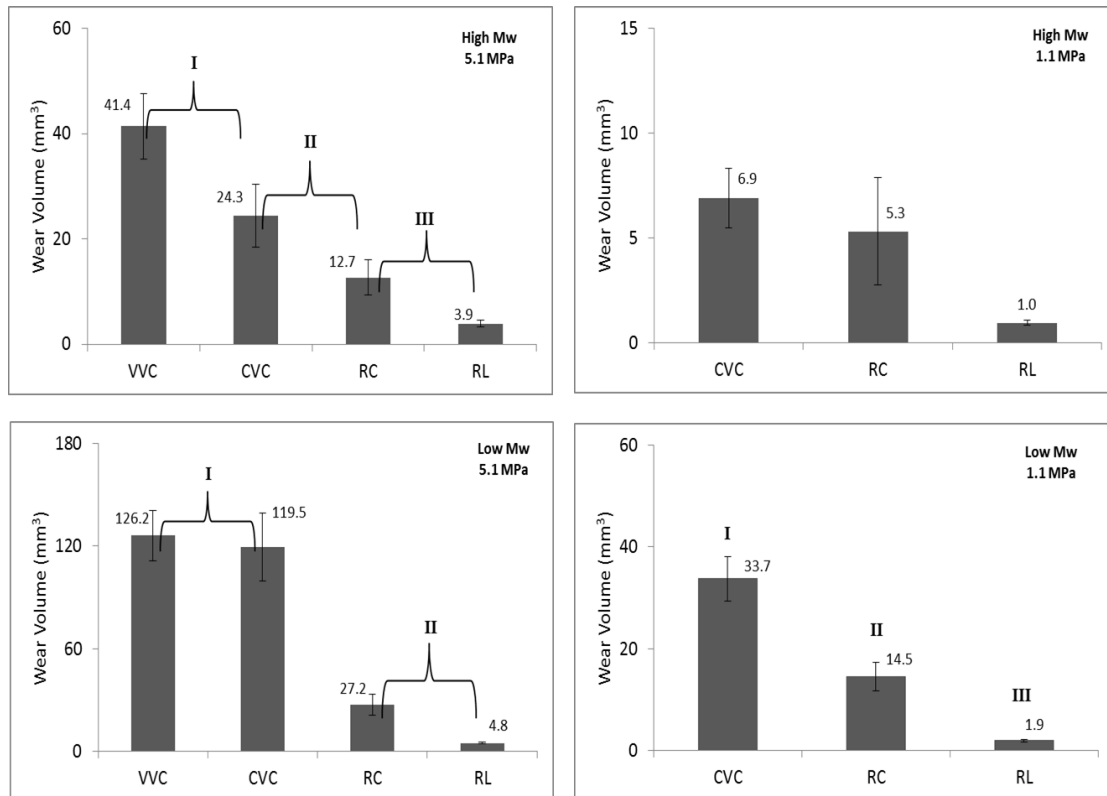 High Mw
5.1 MPa
Wear Volume (mm³)
60
40
20
0
I
II
III
41.4
24.3
12.7
3.9
VVC CVC RC RL
High Mw
1.1 MPa
Wear Volume (mm³)
15
10
5
0
6.9
5.3
1.0
CVC RC RL
Low Mw
5.1 MPa
Wear Volume (mm³)
180
120
60
0
I
II
126.2
119.5
27.2
4.8
VVC CVC RC RL
Low Mw
1.1 MPa
Wear Volume (mm³)
60
40
20
0
I
II
III
33.7
14.5
1.9
CVC RC RL